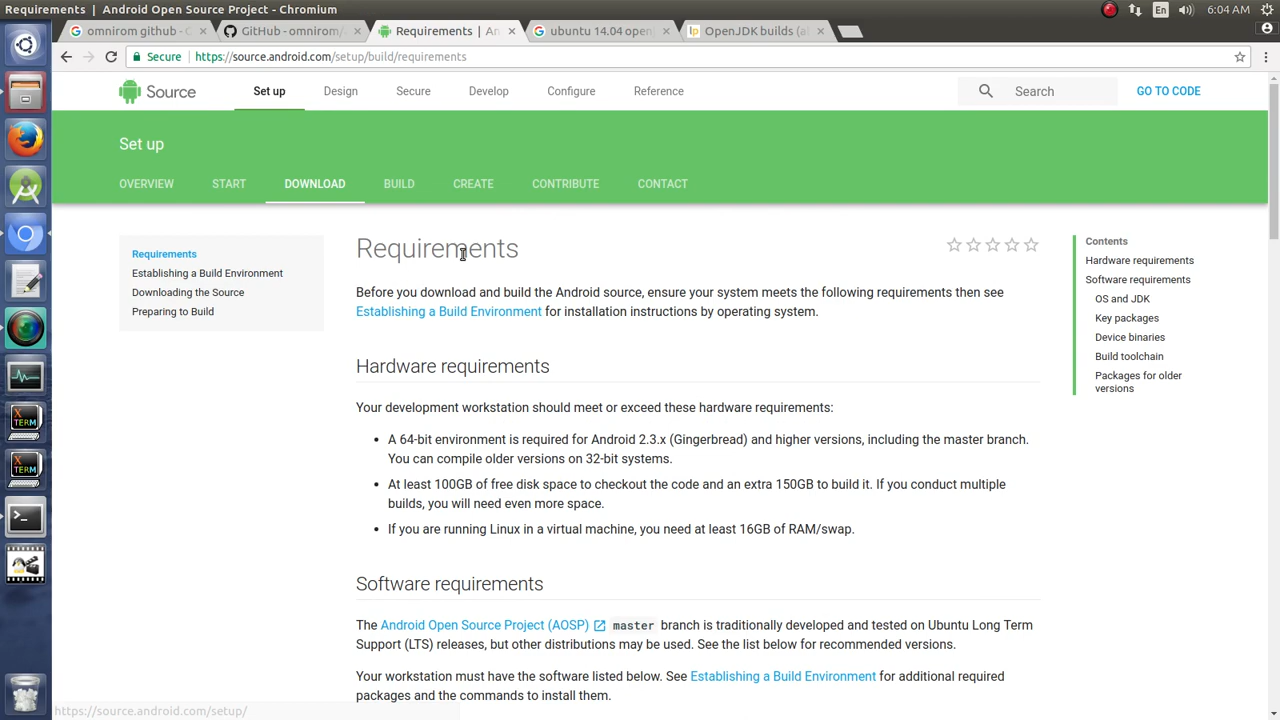 Requirements | Android Open Source Project - Chromium
En
6:04 AM
omnirom github - G
GitHub - omnirom/
Requirements | An
ubuntu 14.04 open
OpenJDK builds (al
Secure
https://source.android.com/setup/build/requirements
Source
Set up
Design
Secure
Develop
Configure
Reference
Search
GO TO CODE
Set up
OVERVIEW
START
DOWNLOAD
BUILD
CREATE
CONTRIBUTE
CONTACT
Requirements
Establishing a Build Environment
Downloading the Source
Preparing to Build
Requirements
Before you download and build the Android source, ensure your system meets the following requirements then see
Establishing a Build Environment for installation instructions by operating system.
Hardware requirements
Your development workstation should meet or exceed these hardware requirements:
• A 64-bit environment is required for Android 2.3.x (Gingerbread) and higher versions, including the master branch.
You can compile older versions on 32-bit systems.
• At least 100GB of free disk space to checkout the code and an extra 150GB to build it. If you conduct multiple
builds, you will need even more space.
• If you are running Linux in a virtual machine, you need at least 16GB of RAM/swap.
Software requirements
The Android Open Source Project (AOSP) master branch is traditionally developed and tested on Ubuntu Long Term
Support (LTS) releases, but other distributions may be used. See the list below for recommended versions.
Your workstation must have the software listed below. See Establishing a Build Environment for additional required
packages and the commands to install them.
Contents
Hardware requirements
Software requirements
OS and JDK
Key packages
Device binaries
Build toolchain
Packages for older
versions
X
TERM
X
TERM
https://source.android.com/setup/